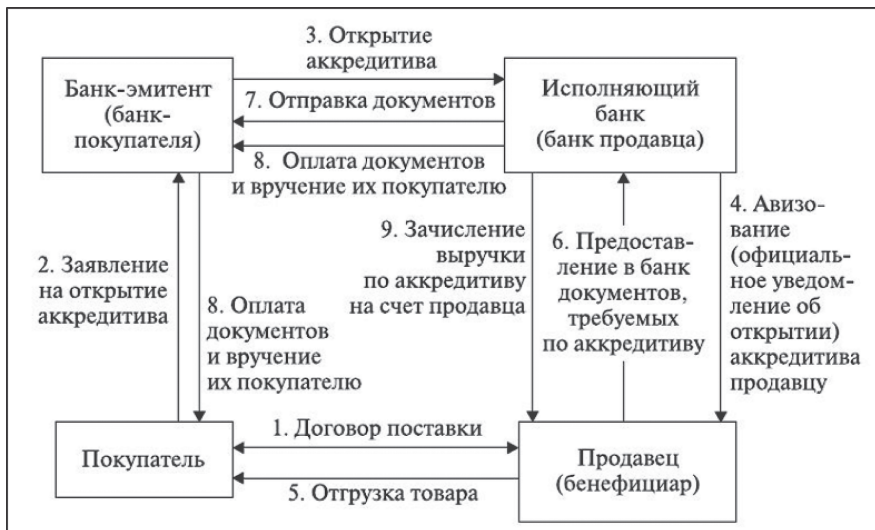 3. Открытие
аккредитива
Банк-эмитент
(банк-
покупателя)
7. Отправка документов
Исполняющий
банк
(банк продавца)
8. Оплата документов
и вручение их покупателю
2. Заявление
на открытие
аккредитива
8. Оплата
документов
и вручение
их покупателю
9. Зачисление
выручки
по аккредитиву
на счет продавца
6. Предостав-
ление в банк
документов,
требуемых
по аккредитиву
4. Авизо-
вание
(официаль-
ное уведом-
ление об
открытии)
аккредитива
продавцу
Покупатель
1. Договор поставки
5. Отгрузка товара
Продавец
(бенефициар)